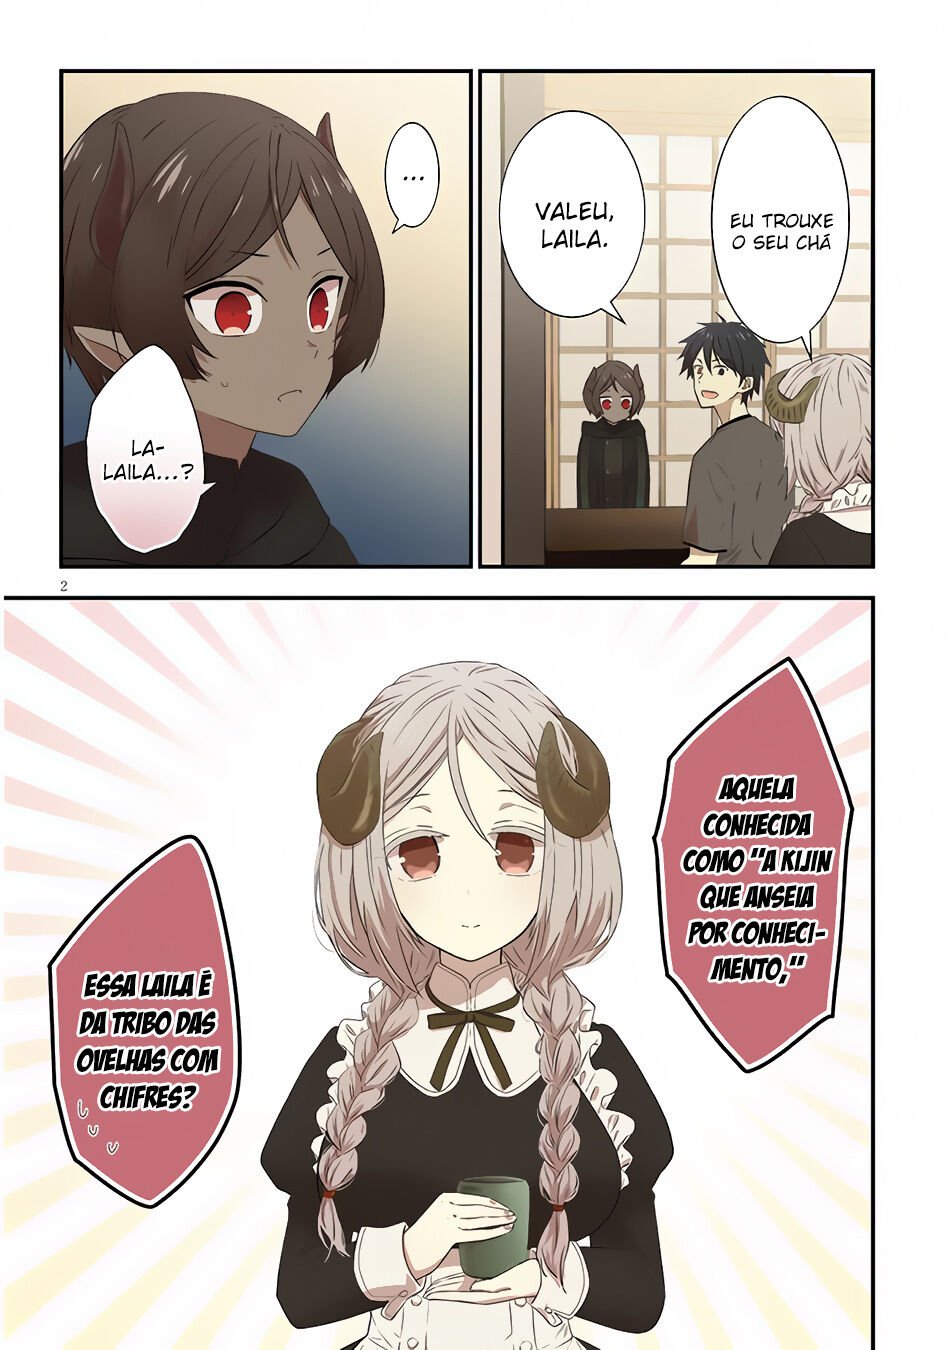 EU TROUXE
O SEU CHÁ
VALEU,
LAILA.
...
LA-
LAILA...?
2
AQUELA
CONHECIDA
COMO "A KIJIN
QUE ANSEIA
POR CONHECI-
MENTO,"
ESSA LAILA É
DA TRIBO DAS
OVELHAS COM
CHIFRES?